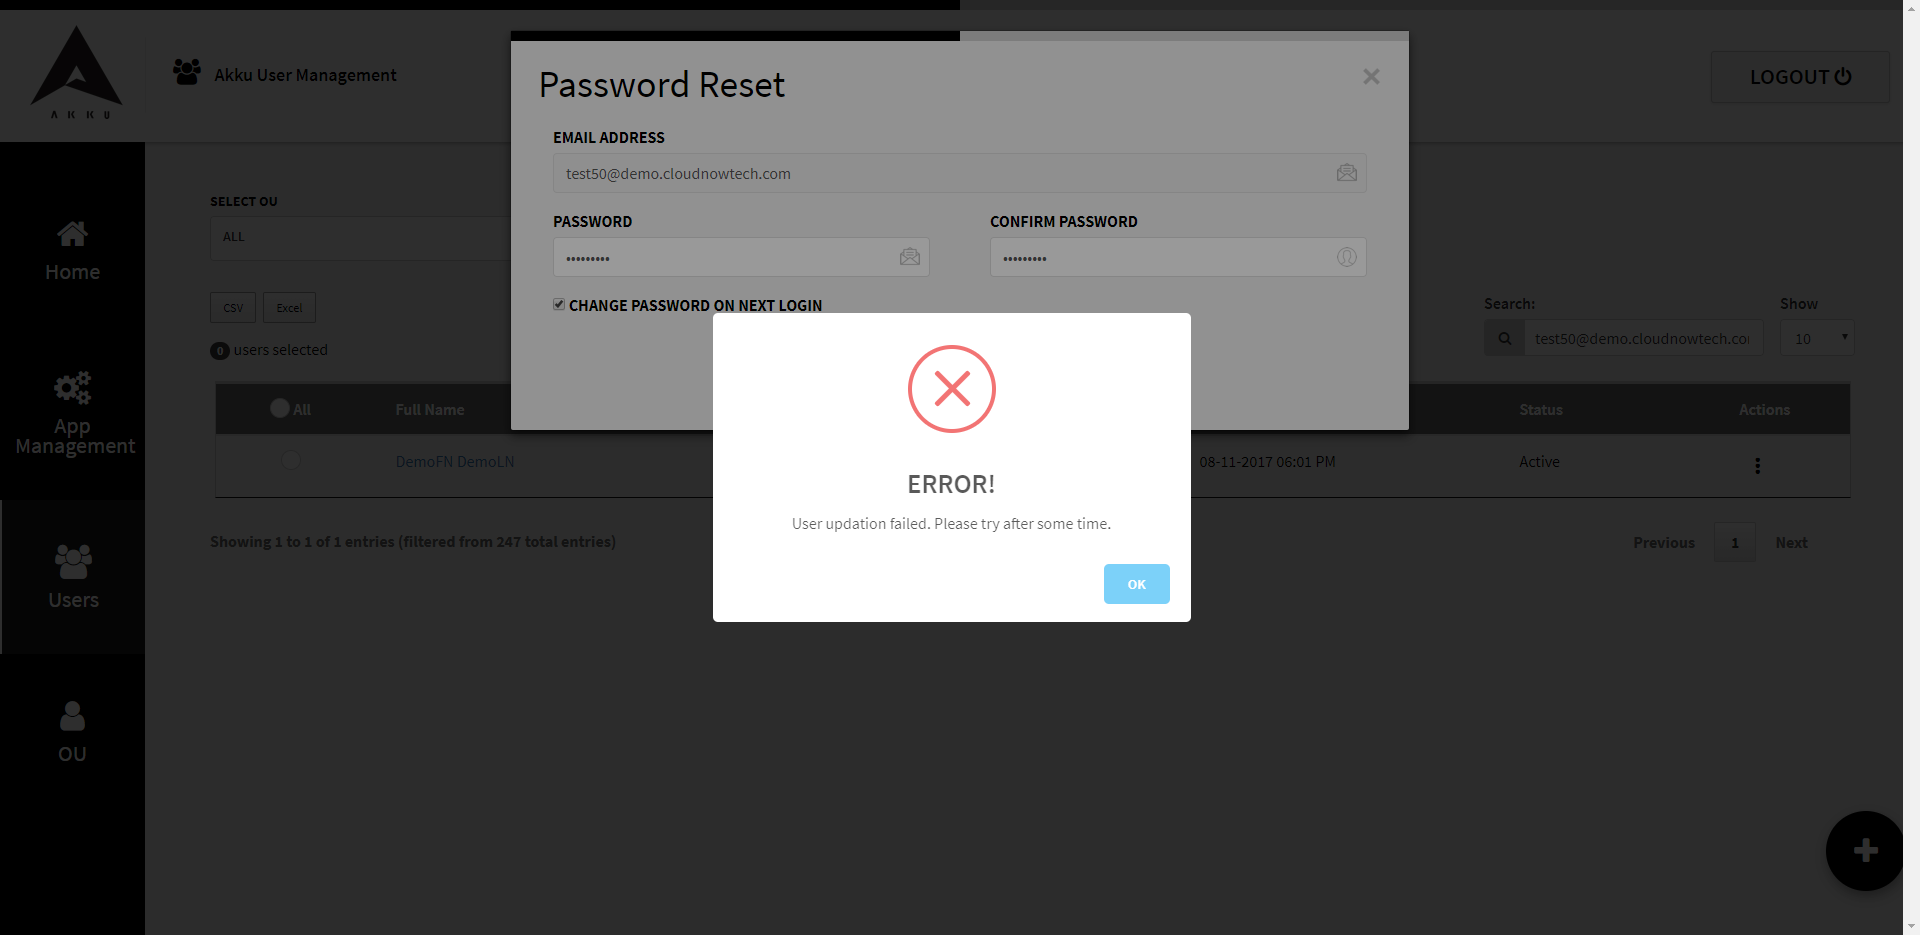 AKKU
Akku User Management
LOGOUT
Home
App
Management
Users
OU
SELECT OU
ALL
CSV
Excel
0 users selected
Search:
Show
test50@demo.cloudnowtech.co
10
All
Full Name
Status
Actions
DemoFN DemoLN
08-11-2017 06:01 PM
Active
Showing 1 to 1 of 1 entries (filtered from 247 total entries)
Previous
1
Next
Password Reset
EMAIL ADDRESS
test50@demo.cloudnowtech.com
PASSWORD
CONFIRM PASSWORD
•••••••••
•••••••••
CHANGE PASSWORD ON NEXT LOGIN
ERROR!
User updation failed. Please try after some time.
OK